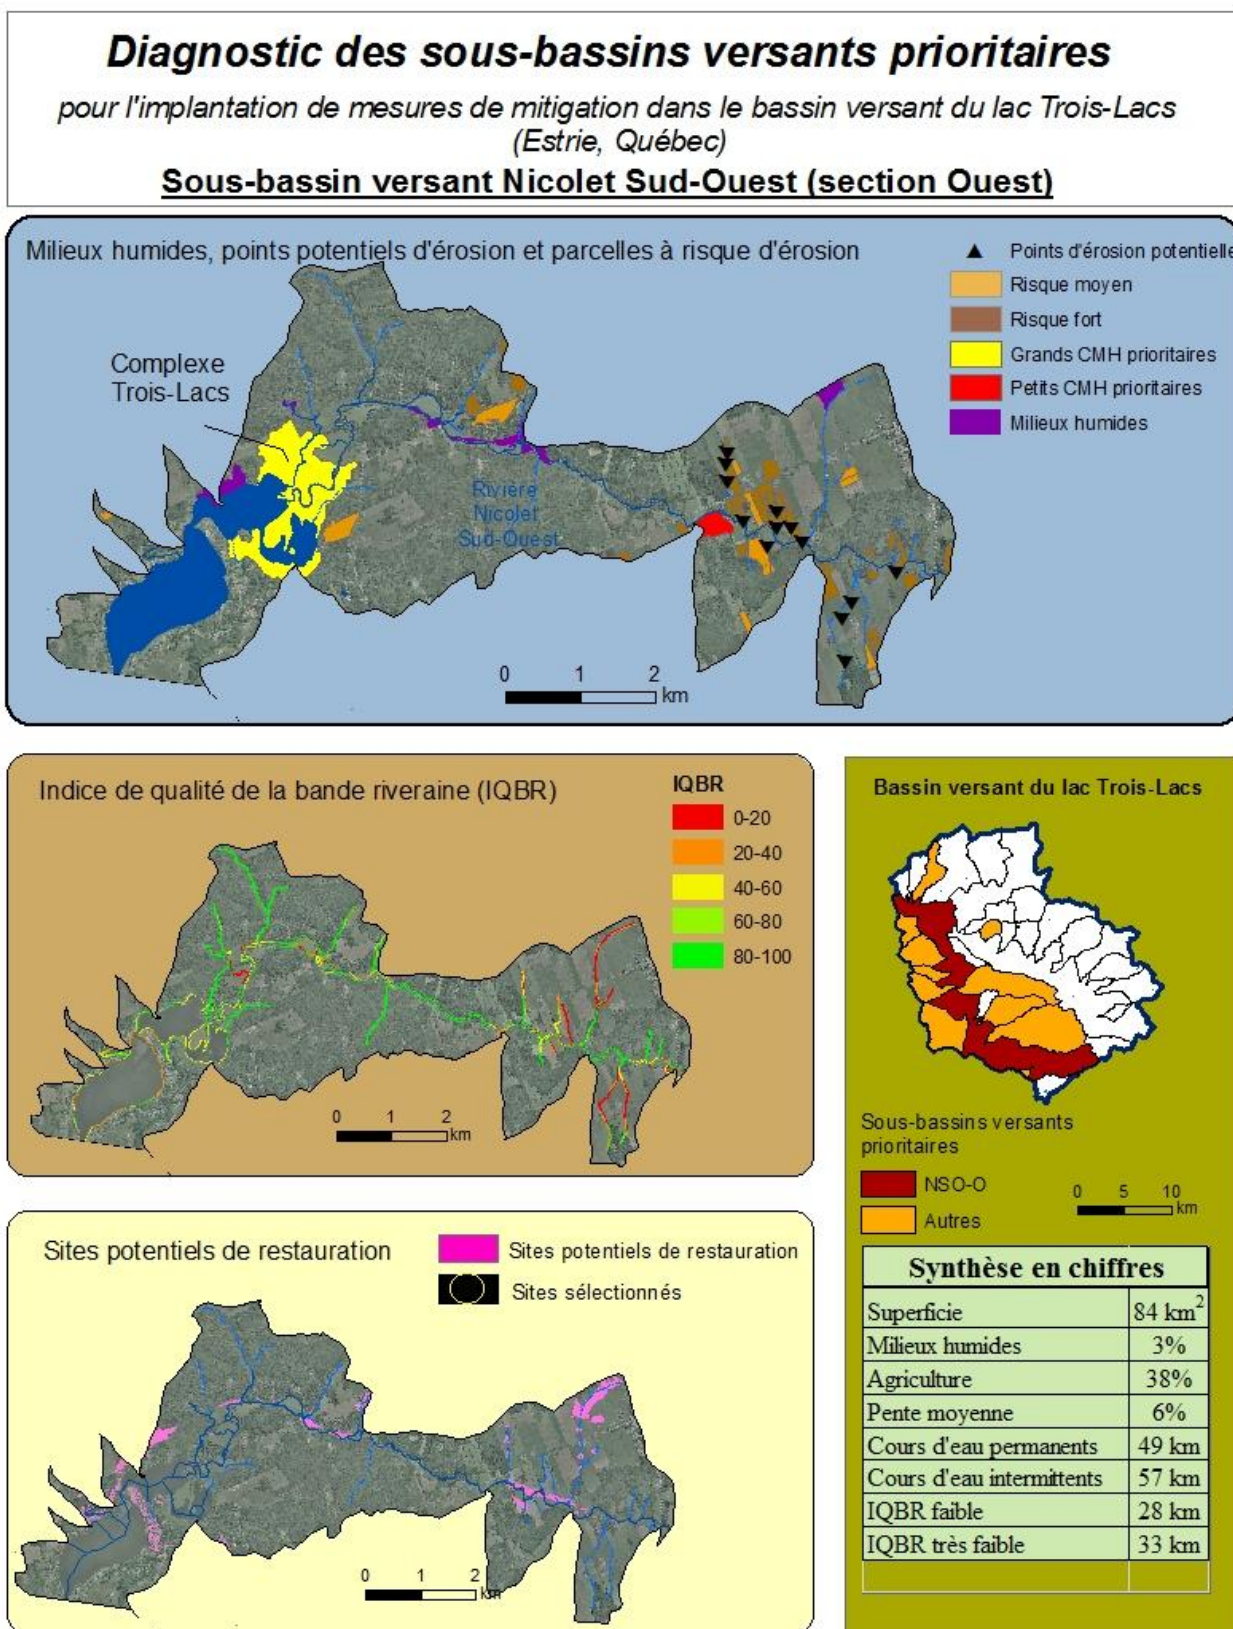 Diagnostic des sous-bassins versants prioritaires
pour l'implantation de mesures de mitigation dans le bassin versant du lac Trois-Lacs
(Estrie, Québec)
Sous-bassin versant Nicolet Sud-Ouest (section Ouest)
Milieux humides, points potentiels d'érosion et parcelles à risque d'érosion
Points d'érosion potentielle
Risque moyen
Risque fort
Grands CMH prioritaires
Petits CMH prioritaires
Milieux humides
Complexe
Trois-Lacs
Rivière
Nicolet
Sud-Ouest
0 1 2
km
Indice de qualité de la bande riveraine (IQBR)
IQBR
0-20
20-40
40-60
60-80
80-100
0 1 2
km
Bassin versant du lac Trois-Lacs
Sous-bassins versants
prioritaires
NSO-O
Autres
0 5 10
km
Sites potentiels de restauration
Sites potentiels de restauration
Sites sélectionnés
0 1 2
Km
Synthèse en chiffres
Superficie 84 km²
Milieux humides 3%
Agriculture 38%
Pente moyenne 6%
Cours d'eau permanents 49 km
Cours d'eau intermittents 57 km
IQBR faible 28 km
IQBR très faible 33 km